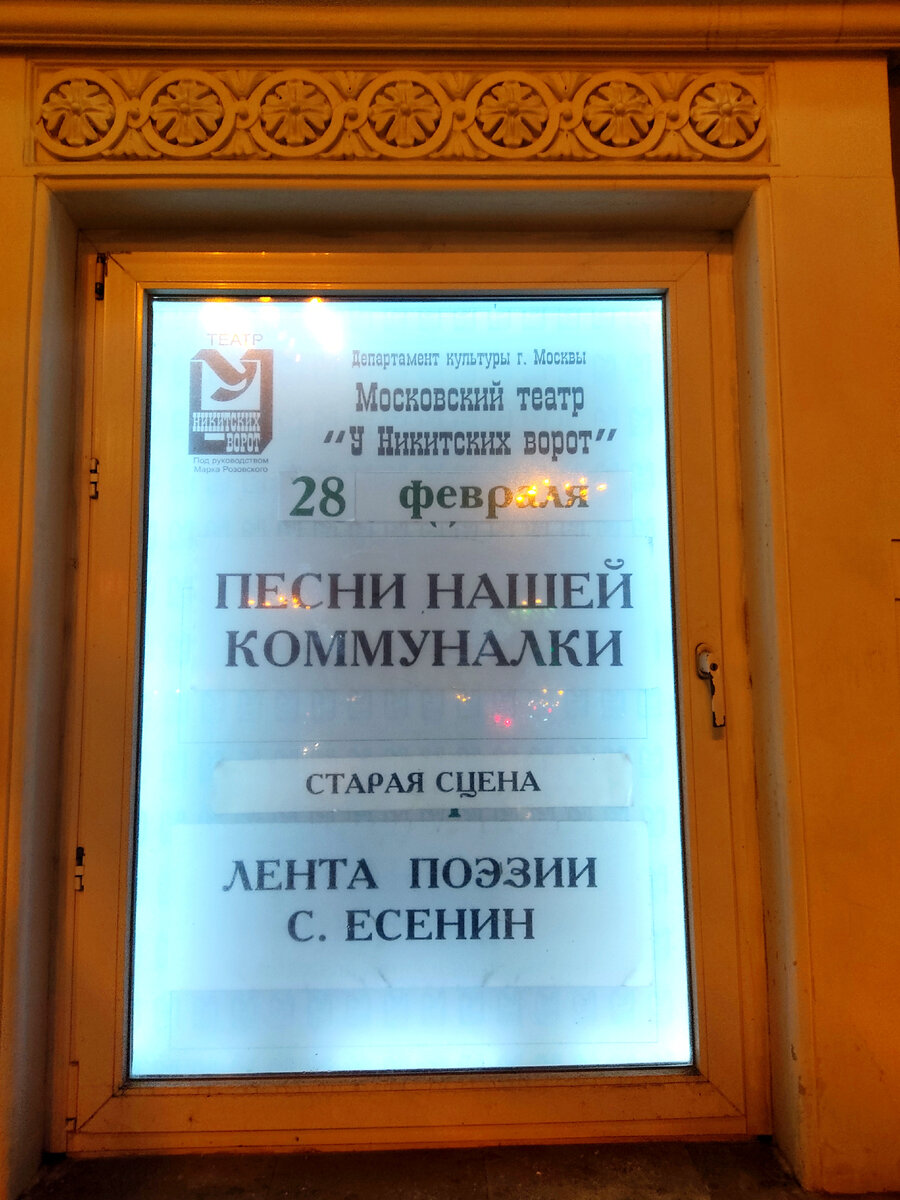 ТЕАТР
У
НИКИТСКИХ
ВОРОТ
Под руководством
Марка Розовского
Департамент культуры г. Москвы
Московский театр
“У Никитских ворот”
28 февраля
ПЕСНИ НАШЕЙ
КОММУНАЛКИ
СТАРАЯ СЦЕНА
ЛЕНТА ПОЭЗИИ
С. ЕСЕНИН